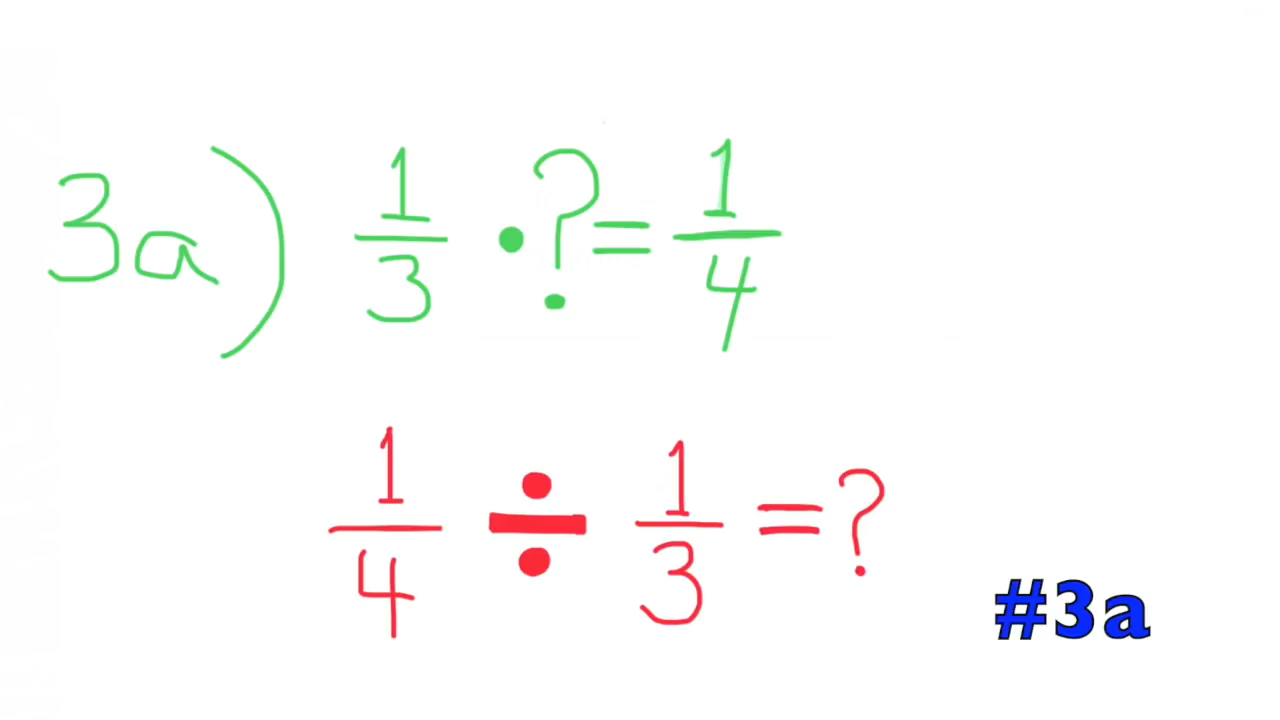 3a) 1/3 · ? = 1/4
1/4 ÷ 1/3 = ?
#3a